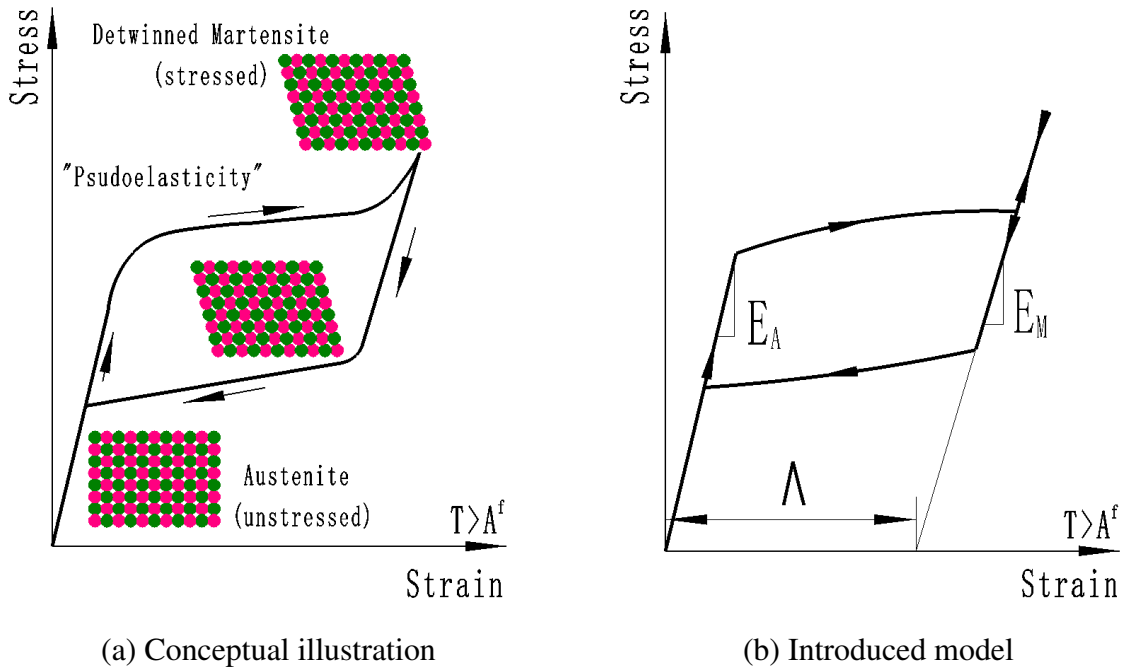 Stress
Detwinned Martensite
(stressed)
"Psudoelasticity"
Austenite
(unstressed)
T>A^f
Strain
(a) Conceptual illustration
Stress
E_A
E_M
Λ
T>A^f
Strain
(b) Introduced model